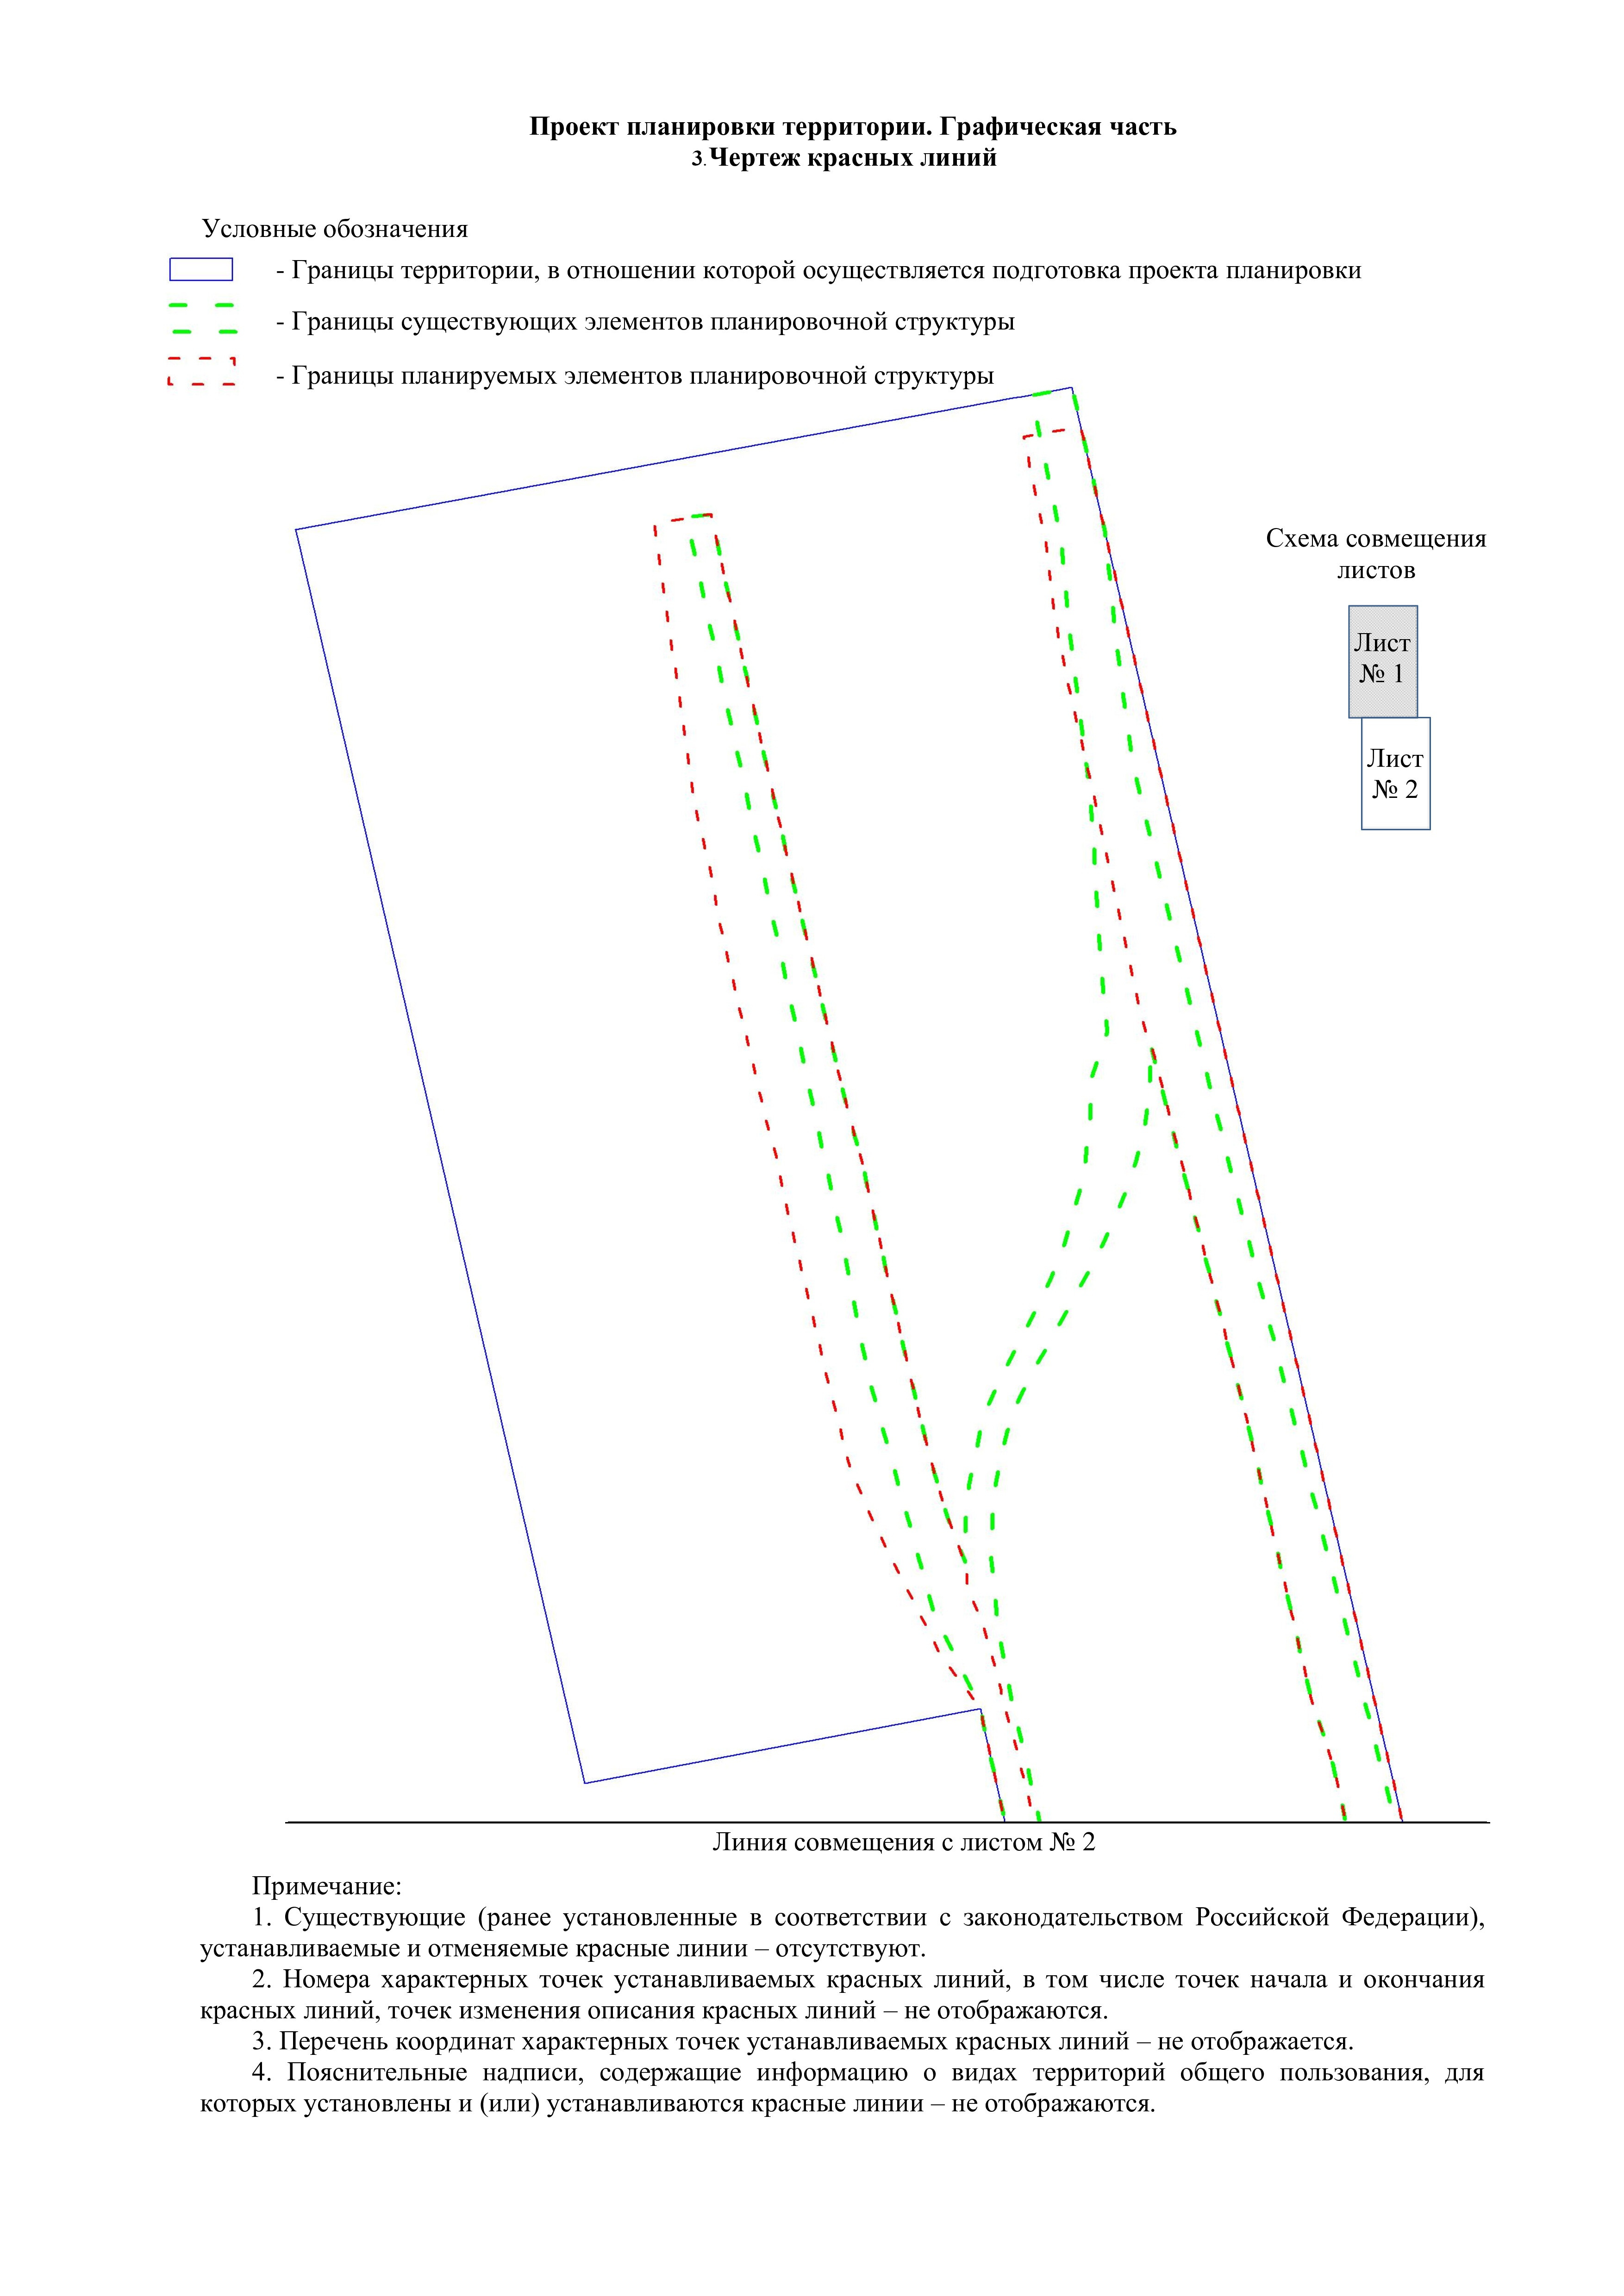 Проект планировки территории. Графическая часть
3.Чертеж красных линий
Условные обозначения
- Границы территории, в отношении которой осуществляется подготовка проекта планировки
- Границы существующих элементов планировочной структуры
- Границы планируемых элементов планировочной структуры
Схема совмещения
листов
Лист
№ 1
Лист
№ 2
Линия совмещения с листом № 2
Примечание:
1. Существующие (ранее установленные в соответствии с законодательством Российской Федерации),
устанавливаемые и отменяемые красные линии – отсутствуют.
2. Номера характерных точек устанавливаемых красных линий, в том числе точек начала и окончания
красных линий, точек изменения описания красных линий – не отображаются.
3. Перечень координат характерных точек устанавливаемых красных линий – не отображается.
4. Пояснительные надписи, содержащие информацию о видах территорий общего пользования, для
которых установлены и (или) устанавливаются красные линии – не отображаются.